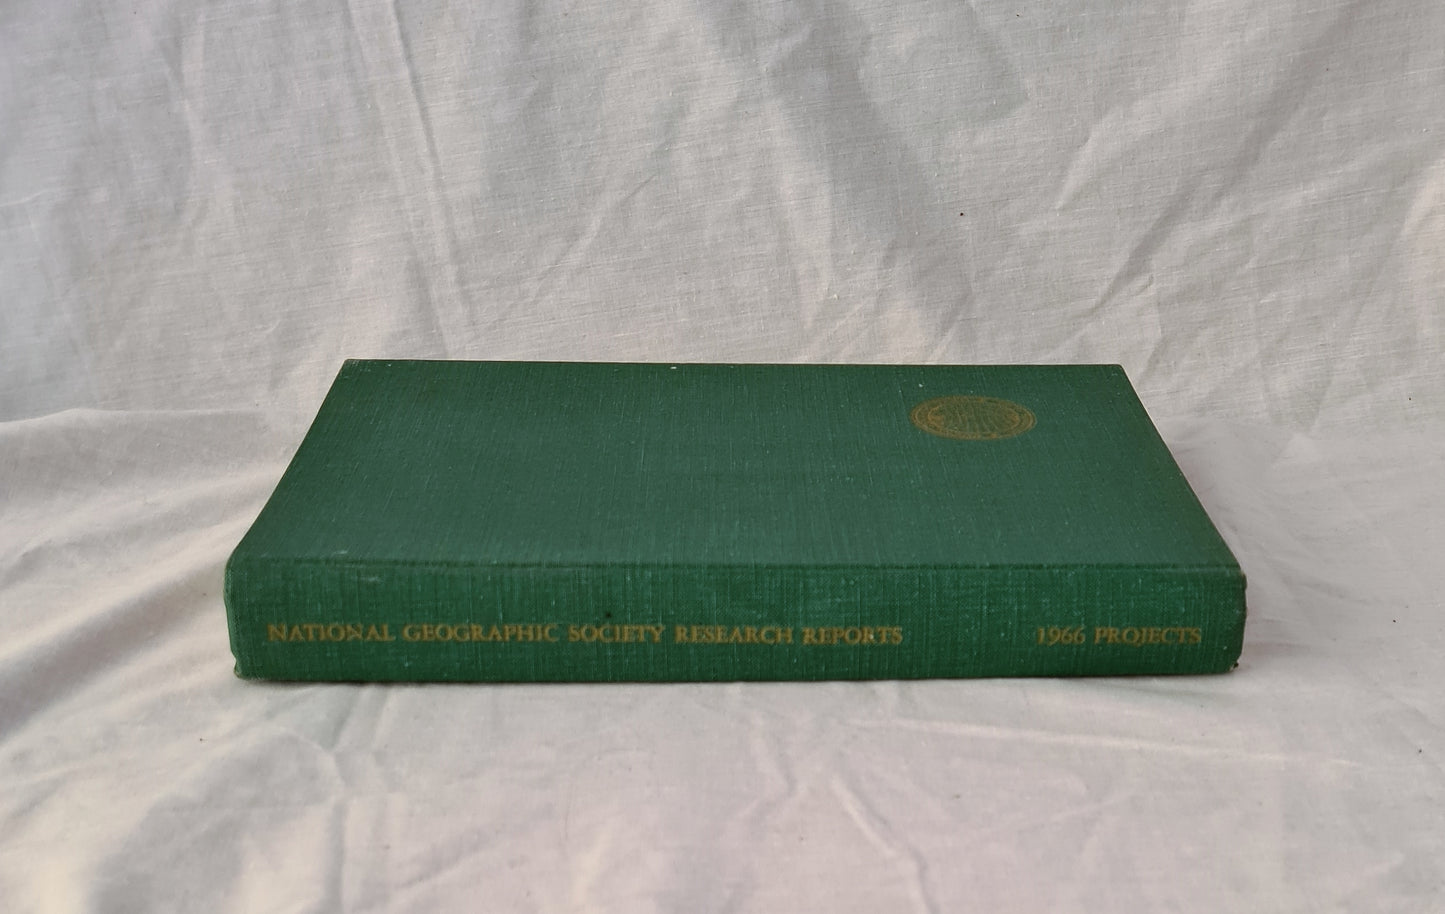 NATIONAL GEOGRAPHIC SOCIETY RESEARCH REPORTS 1966 PROJECTS